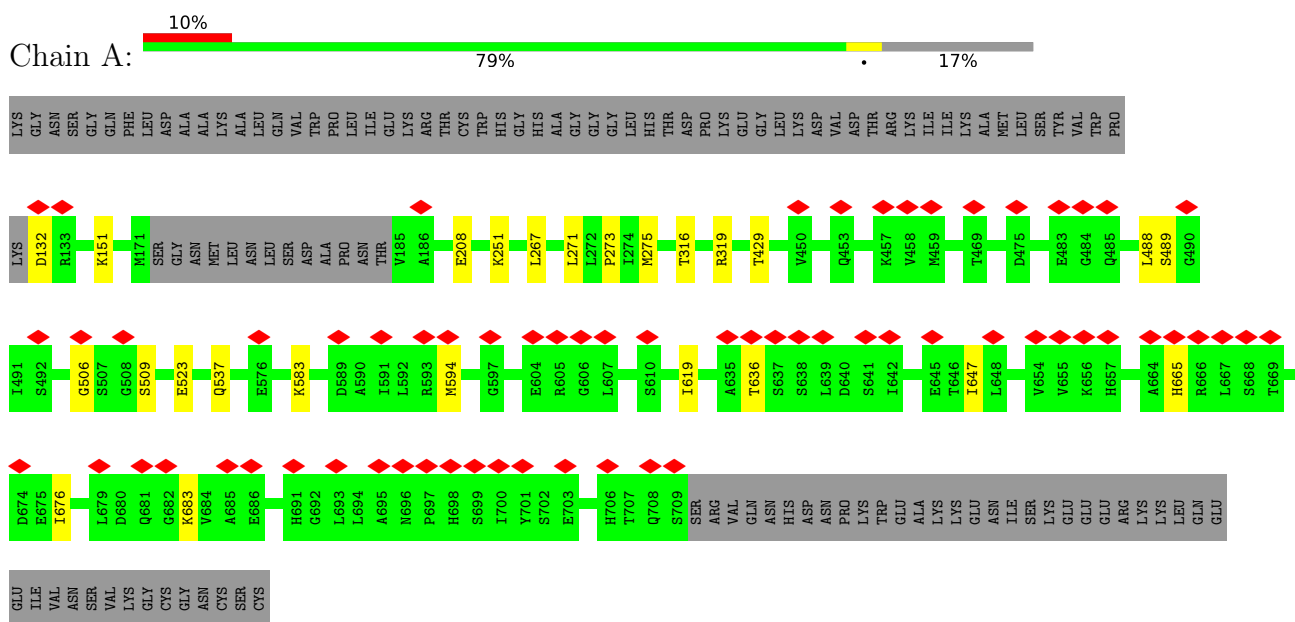 10%
Chain A:
79% • 17%
LYS GLY ASN SER GLY GLN PHE LEU ASP ALA ALA LYS ALA LEU GLN VAL TRP PRO LEU ILE GLU LYS ARG THR CYS TRP HIS GLY HIS ALA GLY GLY GLY LEU HIS THR ASP PRO LYS GLU GLY LEU LYS ASP VAL ASP THR ARG LYS ILE ILE LYS ALA MET LEU SER TYR VAL TRP PRO
LYS D132 R133 K151 M171 SER GLY ASN MET LEU ASN LEU SER ASP ALA PRO ASN THR V185 A186 E208 K251 L267 L271 L272 P273 I274 M275 T316 R319 T429 V450 Q453 K457 V458 M459 T469 D475 E483 G484 Q485 L488 S489 G490
I491 S492 G506 S507 G508 S509 E523 Q537 E576 K583 D589 A590 I591 L592 R593 M594 G597 E604 R605 G606 L607 S610 I619 A635 T636 S637 S638 L639 D640 S641 I642 E645 T646 I647 L648 V654 V655 K656 H657 A664 H665 R666 L667 S668 T669
D674 E675 I676 L679 D680 Q681 G682 K683 V684 A685 E686 H691 G692 L693 L694 A695 N696 P697 H698 S699 I700 Y701 S702 E703 H706 T707 Q708 S709 SER ARG VAL GLN ASN HIS ASP ASN PRO LYS TRP GLU ALA LYS LYS GLU ASN ILE SER LYS GLU GLU GLU ARG LYS LYS LEU GLN GLU
GLU ILE VAL ASN SER VAL LYS GLY CYS GLY ASN CYS SER CYS